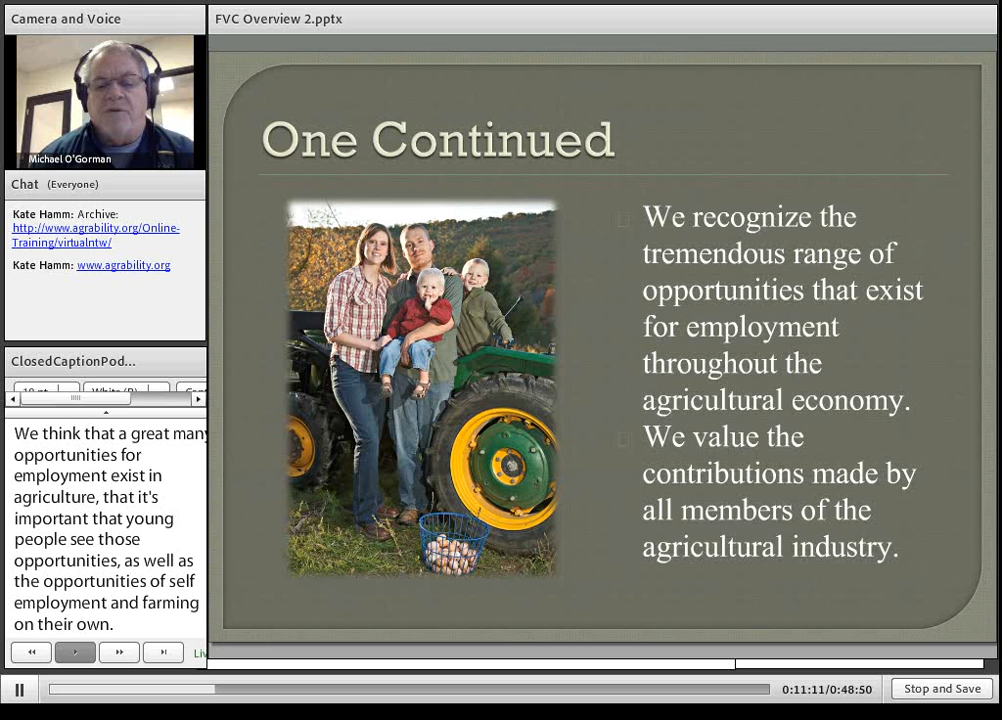 Camera and Voice
Michael O'Gorman
Chat (Everyone)
Kate Hamm: Archive:
http://www.agrability.org/Online-
Training/virtualntw/
Kate Hamm: www.agrability.org
ClosedCaptionPod...
We think that a great many
opportunities for
employment exist in
agriculture, that it's
important that young
people see those
opportunities, as well as
the opportunities of self
employment and farming
on their own.
FVC Overview 2.pptx
One Continued
We recognize the
tremendous range of
opportunities that exist
for employment
throughout the
agricultural economy.
We value the
contributions made by
all members of the
agricultural industry.
0:11:11/0:48:50
Stop and Save